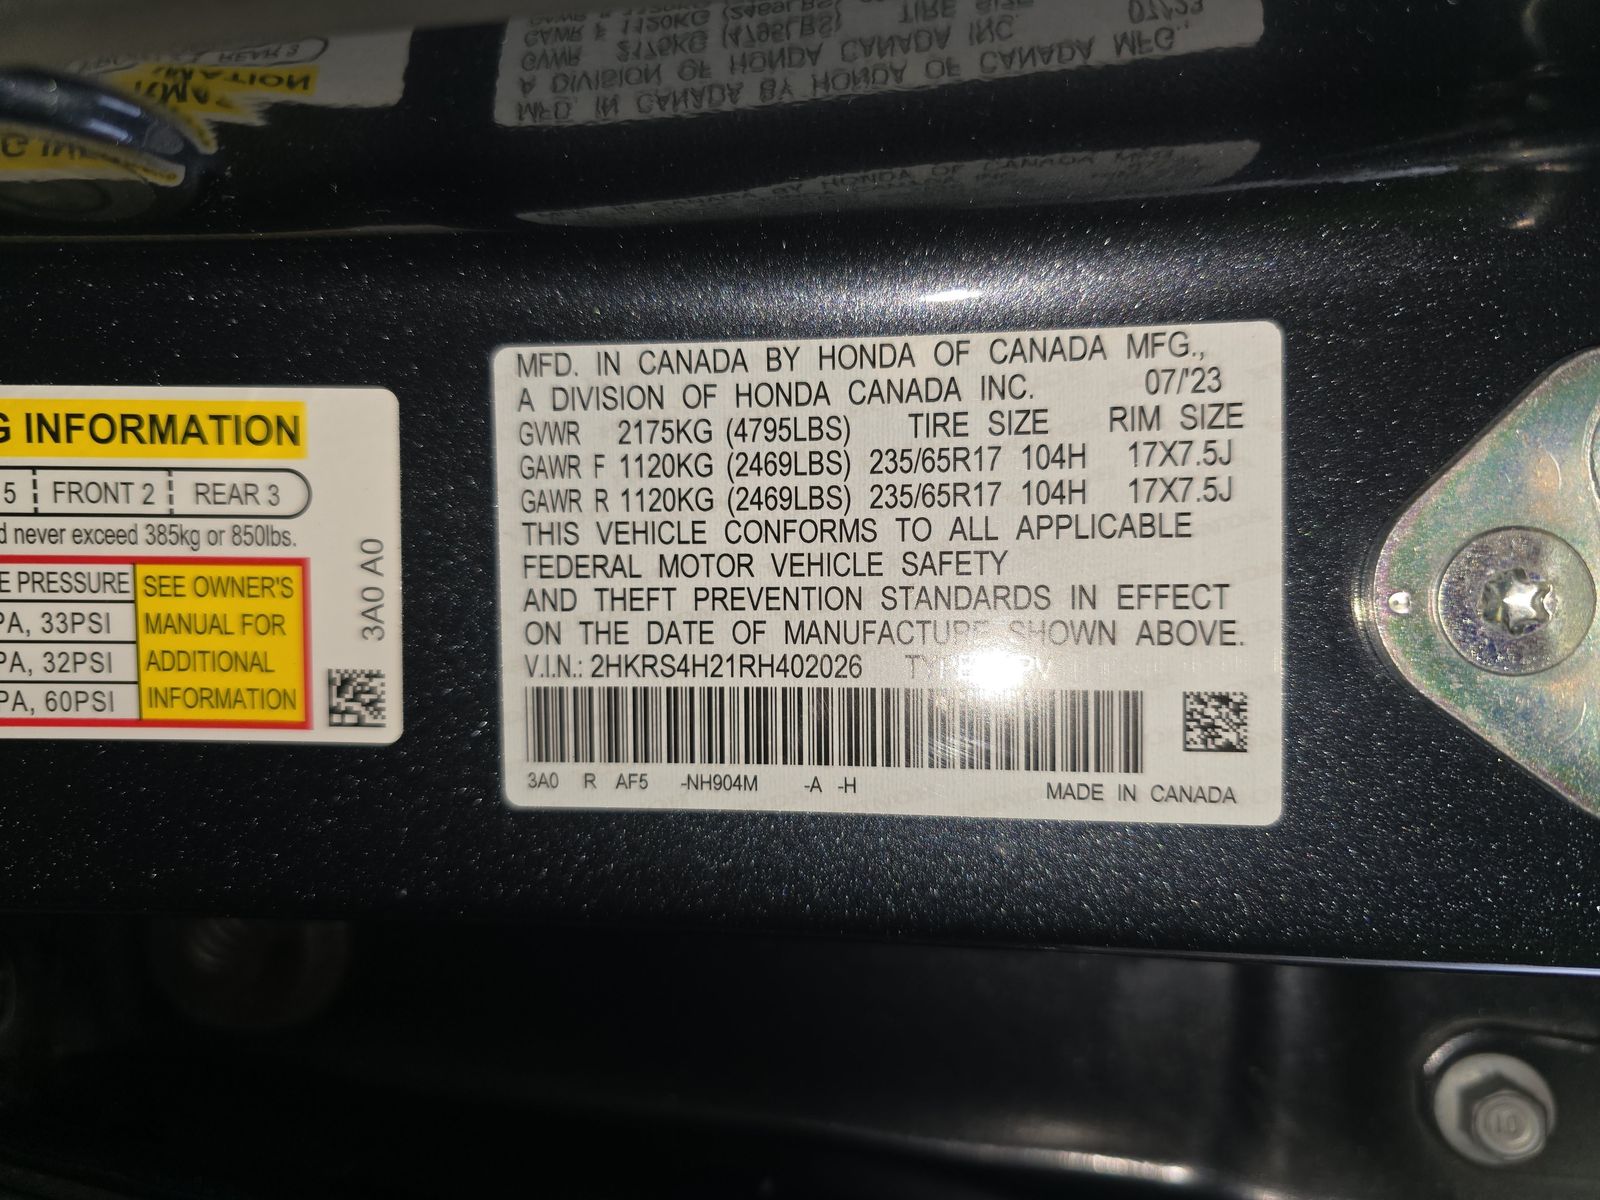 G INFORMATION
5 FRONT 2 REAR 3
d never exceed 385kg or 850lbs.
E PRESSURE
PA, 33PSI
PA, 32PSI
PA, 60PSI
SEE OWNER'S
MANUAL FOR
ADDITIONAL
INFORMATION
3A0 A0
MFD. IN CANADA BY HONDA OF CANADA MFG.,
A DIVISION OF HONDA CANADA INC. 07/'23
GVWR 2175KG (4795LBS) TIRE SIZE RIM SIZE
GAWR F 1120KG (2469LBS) 235/65R17 104H 17X7.5J
GAWR R 1120KG (2469LBS) 235/65R17 104H 17X7.5J
THIS VEHICLE CONFORMS TO ALL APPLICABLE
FEDERAL MOTOR VEHICLE SAFETY
AND THEFT PREVENTION STANDARDS IN EFFECT
ON THE DATE OF MANUFACTURE SHOWN ABOVE.
V.I.N.: 2HKRS4H21RH402026
3A0 R AF5 -NH904M -A -H MADE IN CANADA